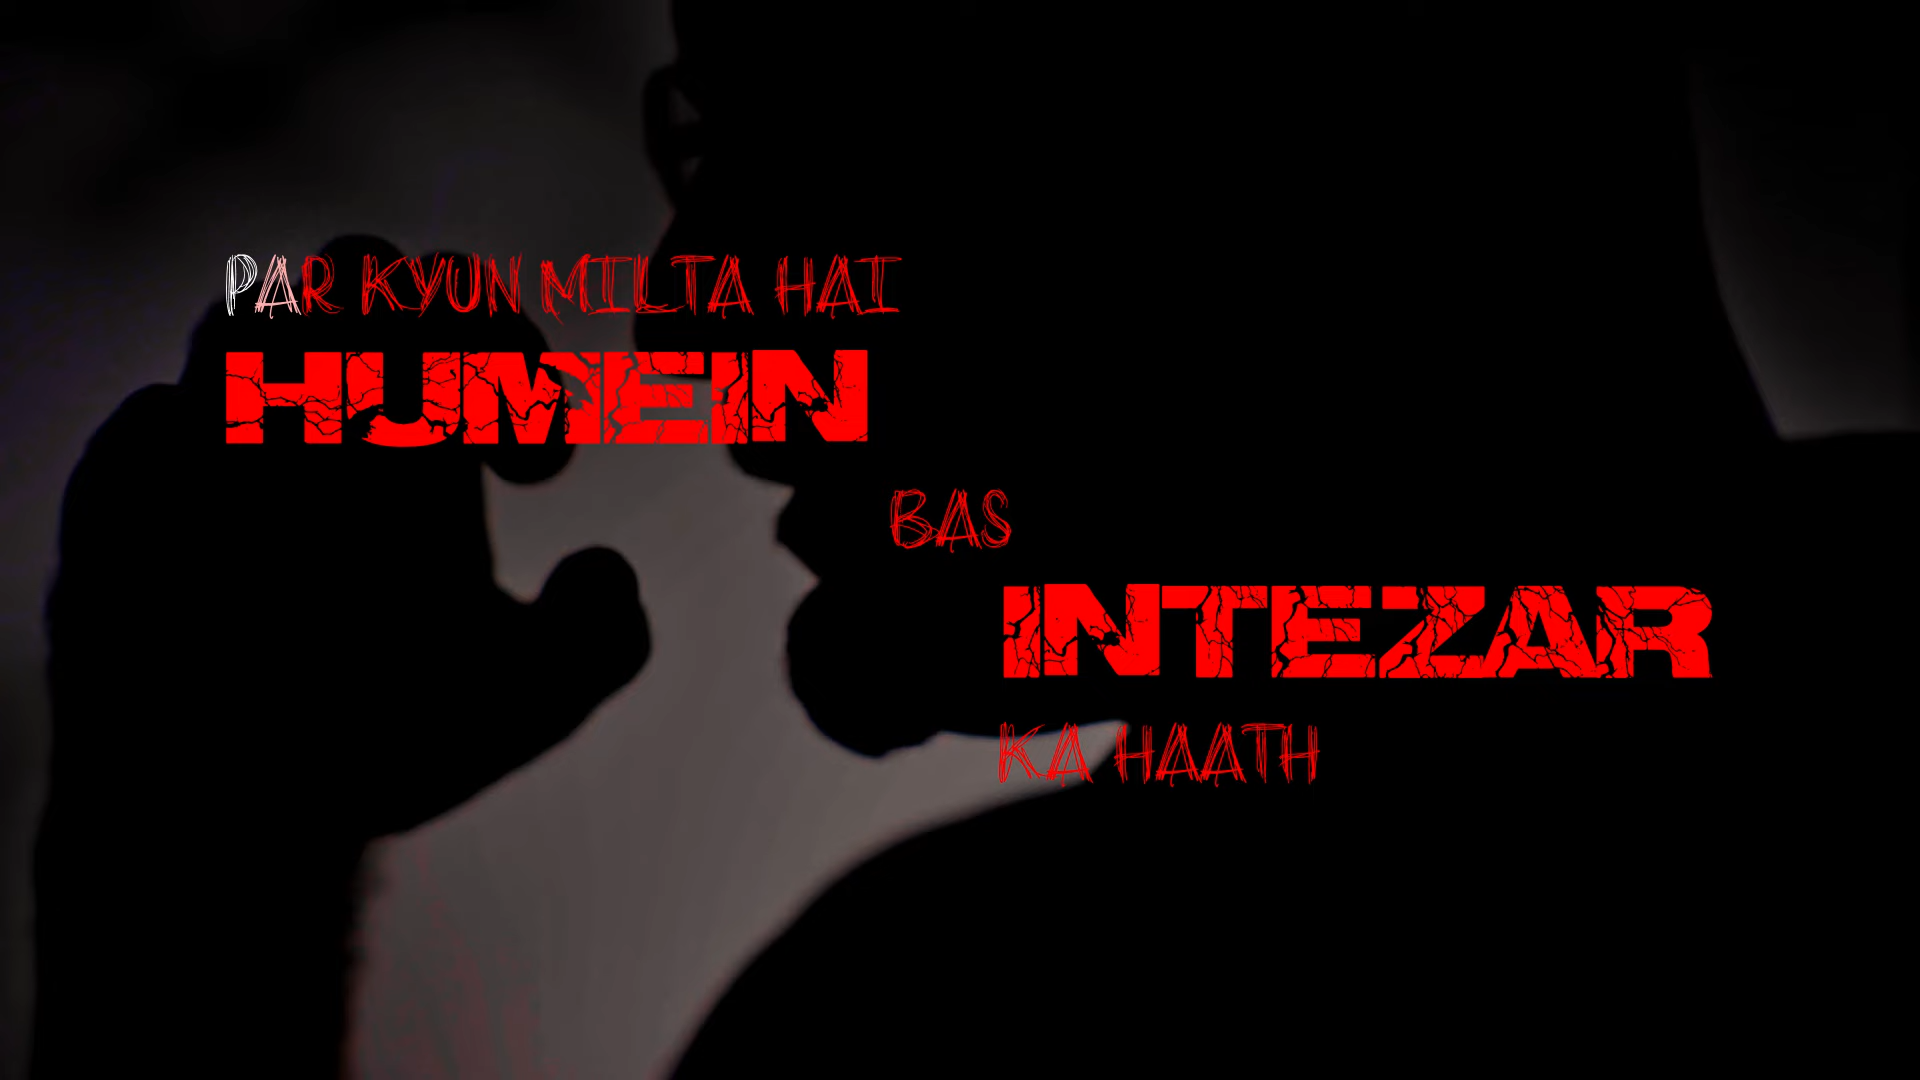 PAR KYUN MILTA HAI
HUMEIN
BAS
INTEZAR
KA HAATH